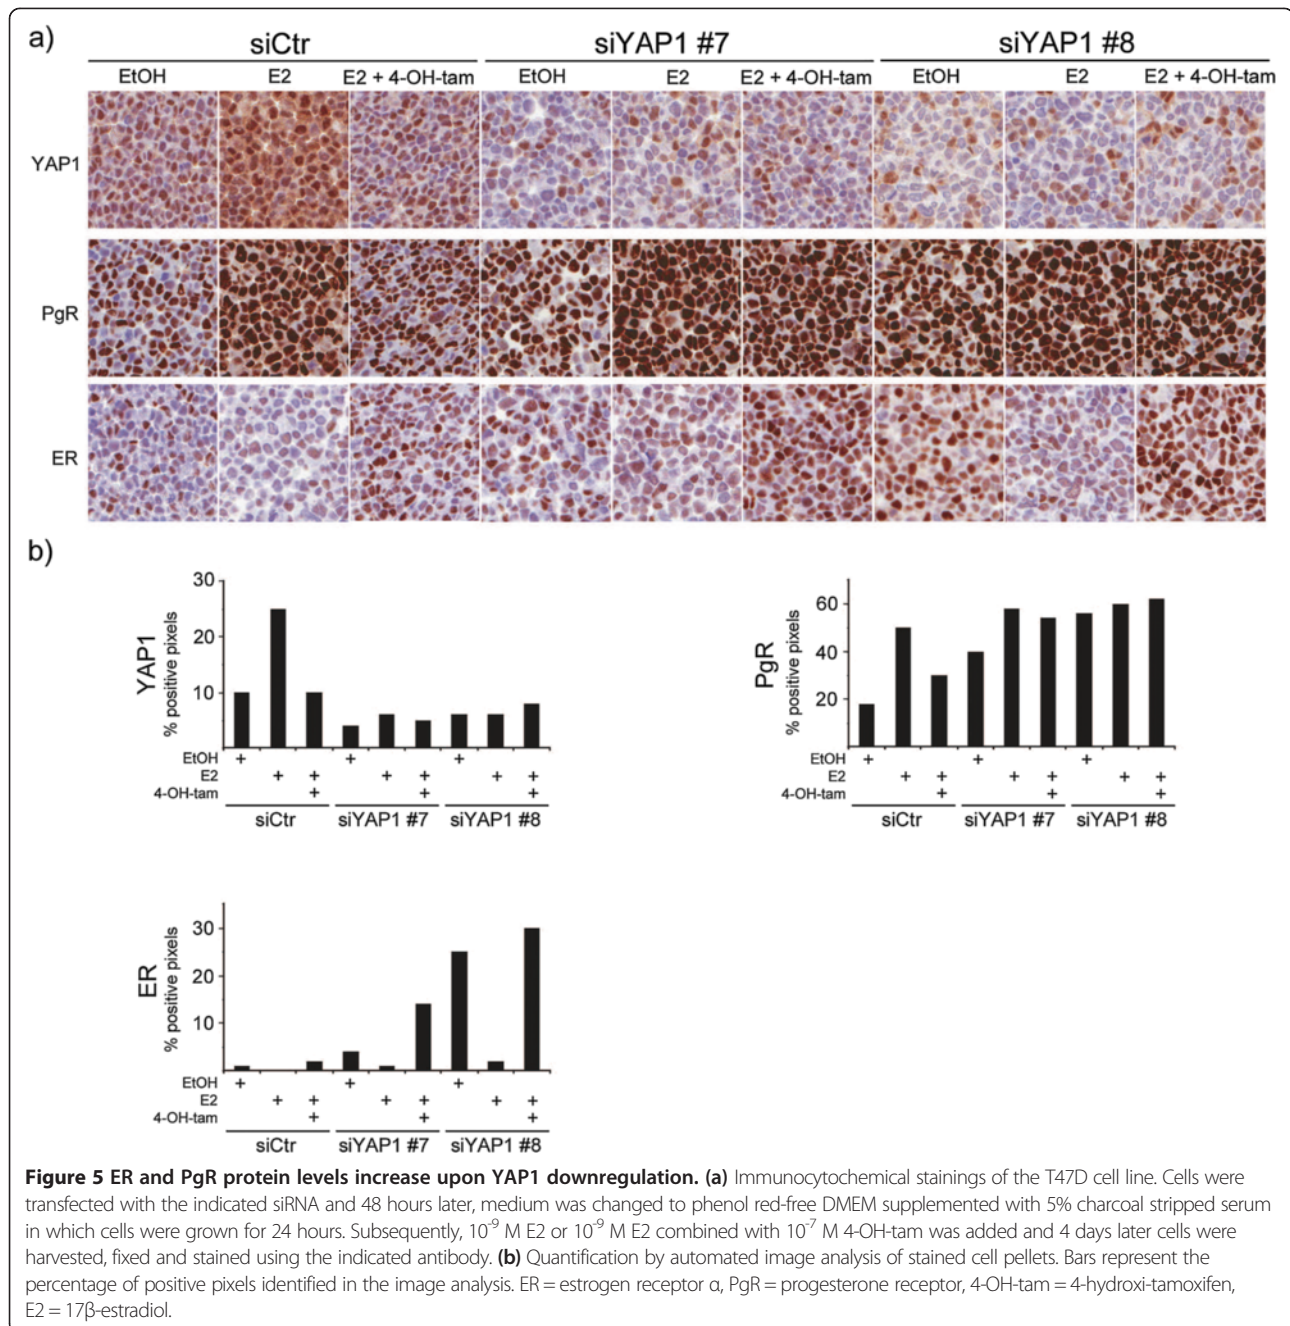 a)
siCtr siYAP1 #7 siYAP1 #8
EtOH E2 E2 + 4-OH-tam EtOH E2 E2 + 4-OH-tam EtOH E2 E2 + 4-OH-tam
YAP1
PgR
ER
b)
YAP1
% positive pixels
30
20
10
EtOH + + +
E2 + + + + + +
4-OH-tam + + +
siCtr siYAP1 #7 siYAP1 #8
PgR
% positive pixels
60
40
20
EtOH + + +
E2 + + + + + +
4-OH-tam + + +
siCtr siYAP1 #7 siYAP1 #8
ER
% positive pixels
30
20
10
EtOH + + +
E2 + + + + + +
4-OH-tam + + +
siCtr siYAP1 #7 siYAP1 #8
Figure 5 ER and PgR protein levels increase upon YAP1 downregulation. (a) Immunocytochemical stainings of the T47D cell line. Cells were
transfected with the indicated siRNA and 48 hours later, medium was changed to phenol red-free DMEM supplemented with 5% charcoal stripped serum
in which cells were grown for 24 hours. Subsequently, 10⁻⁹ M E2 or 10⁻⁹ M E2 combined with 10⁻⁷ M 4-OH-tam was added and 4 days later cells were
harvested, fixed and stained using the indicated antibody. (b) Quantification by automated image analysis of stained cell pellets. Bars represent the
percentage of positive pixels identified in the image analysis. ER = estrogen receptor α, PgR = progesterone receptor, 4-OH-tam = 4-hydroxi-tamoxifen,
E2 = 17β-estradiol.